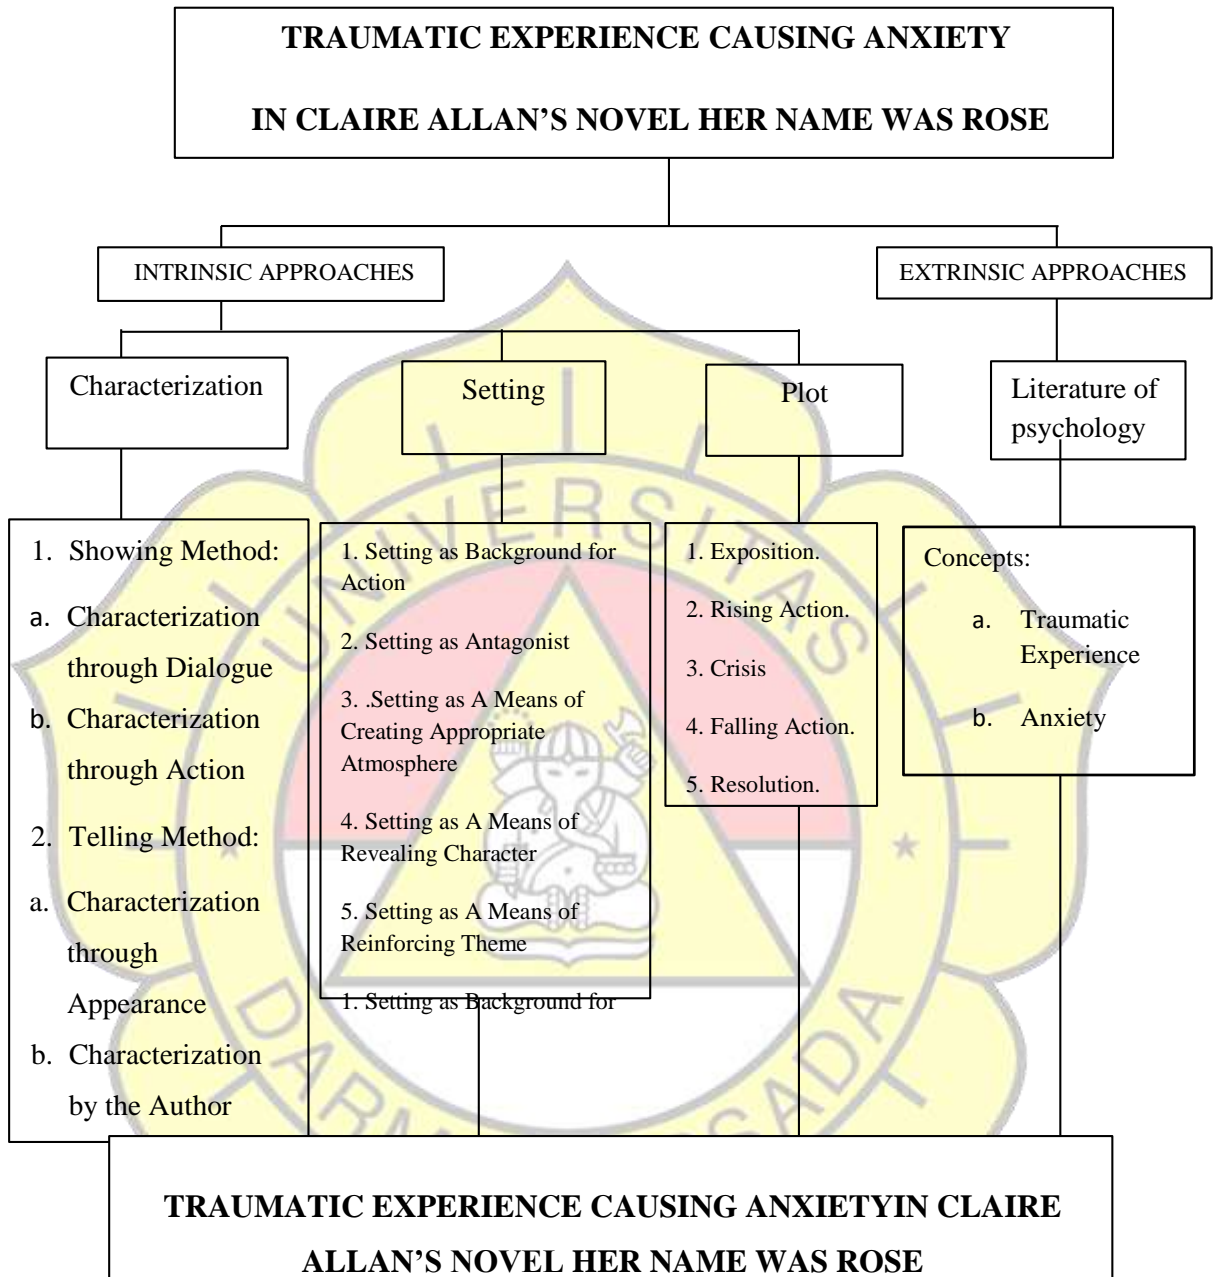 TRAUMATIC EXPERIENCE CAUSING ANXIETY
IN CLAIRE ALLAN’S NOVEL HER NAME WAS ROSE
INTRINSIC APPROACHES
EXTRINSIC APPROACHES
Characterization
Setting
Plot
Literature of
psychology
1. Showing Method:
a. Characterization
through Dialogue
b. Characterization
through Action
2. Telling Method:
a. Characterization
through
Appearance
b. Characterization
by the Author
1. Setting as Background for
Action
2. Setting as Antagonist
3. .Setting as A Means of
Creating Appropriate
Atmosphere
4. Setting as A Means of
Revealing Character
5. Setting as A Means of
Reinforcing Theme
1. Setting as Background for
1. Exposition.
2. Rising Action.
3. Crisis
4. Falling Action.
5. Resolution.
Concepts:
a. Traumatic
Experience
b. Anxiety
UNIVERSITAS
TRAUMATIC EXPERIENCE CAUSING ANXIETYIN CLAIRE
ALLAN’S NOVEL HER NAME WAS ROSE